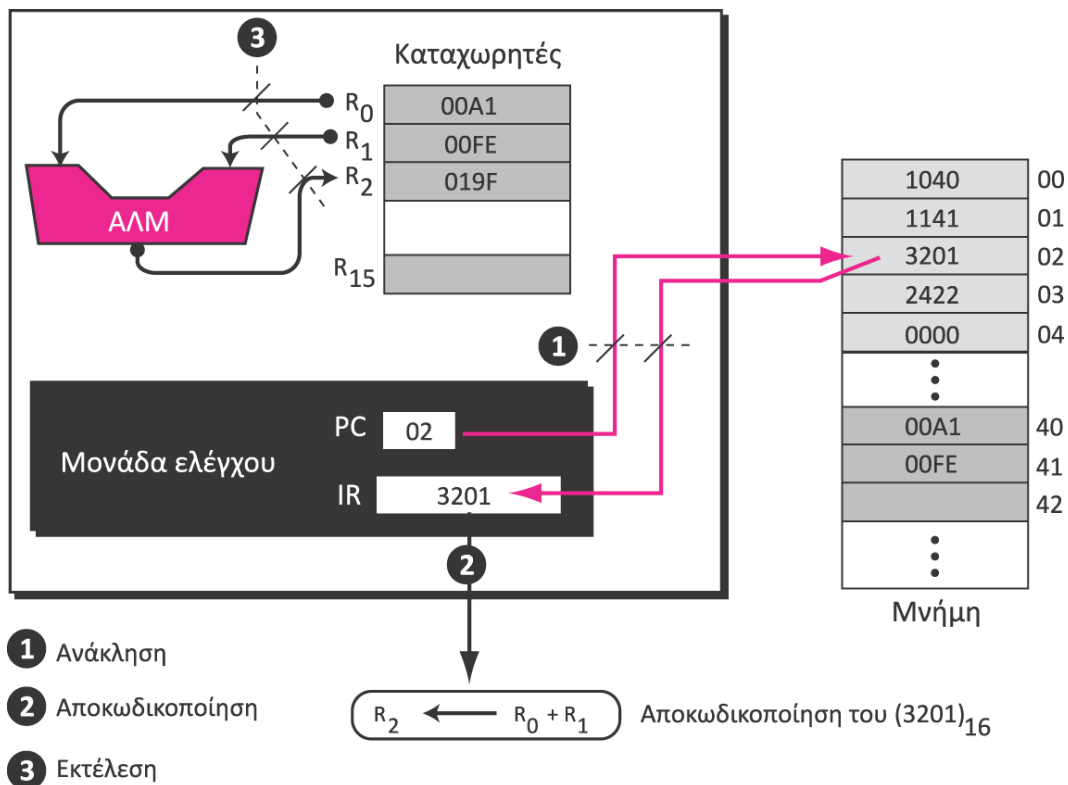 3
Καταχωρητές
R0 00A1
R1 00FE
R2 019F
R15
ΑΛΜ
1040 00
1141 01
3201 02
2422 03
0000 04
00A1 40
00FE 41
42
Μνήμη
1
Μονάδα ελέγχου
PC 02
IR 3201
2
1 Ανάκληση
2 Αποκωδικοποίηση
3 Εκτέλεση
R2 ← R0 + R1
Αποκωδικοποίηση του (3201)16